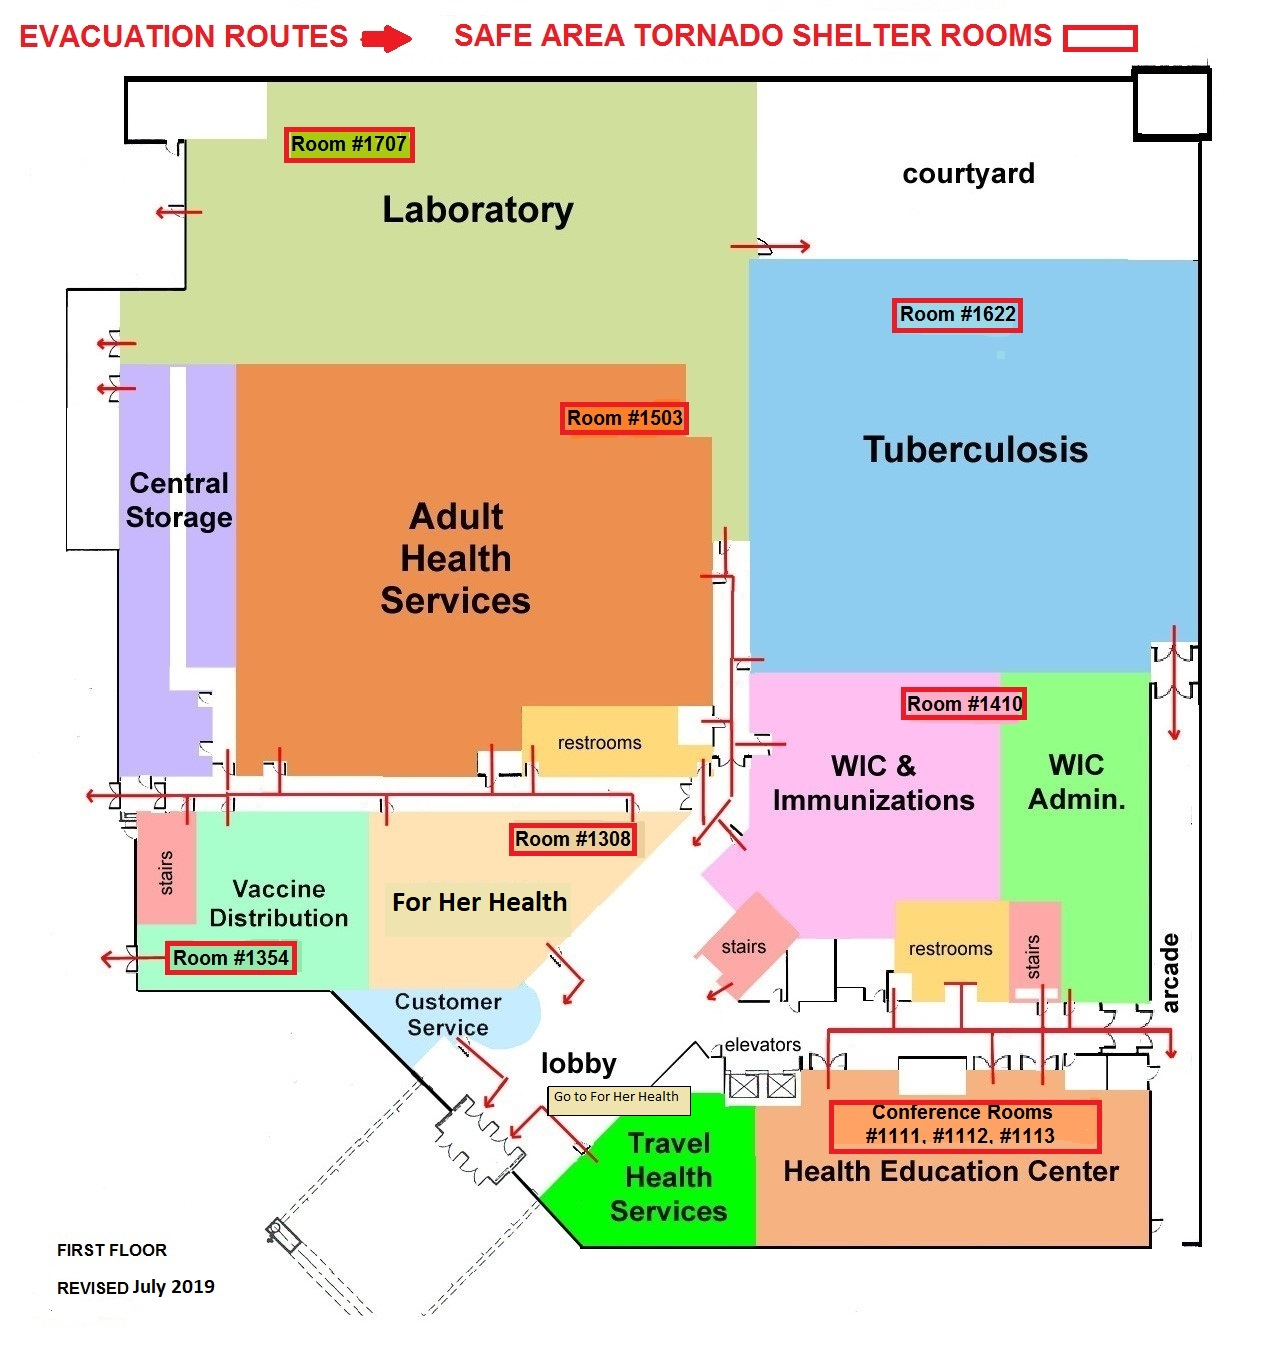 EVACUATION ROUTES
SAFE AREA TORNADO SHELTER ROOMS
Room #1707
courtyard
Laboratory
Room #1622
Room #1503
Tuberculosis
Central
Storage
Adult
Health
Services
Room #1410
restrooms
WIC &
Immunizations
WIC
Admin.
Room #1308
stairs
Vaccine
Distribution
For Her Health
Room #1354
stairs
restrooms
stairs
arcade
Customer
Service
elevators
lobby
Go to For Her Health
Conference Rooms
#1111, #1112, #1113
Travel
Health
Services
Health Education Center
FIRST FLOOR
REVISED July 2019